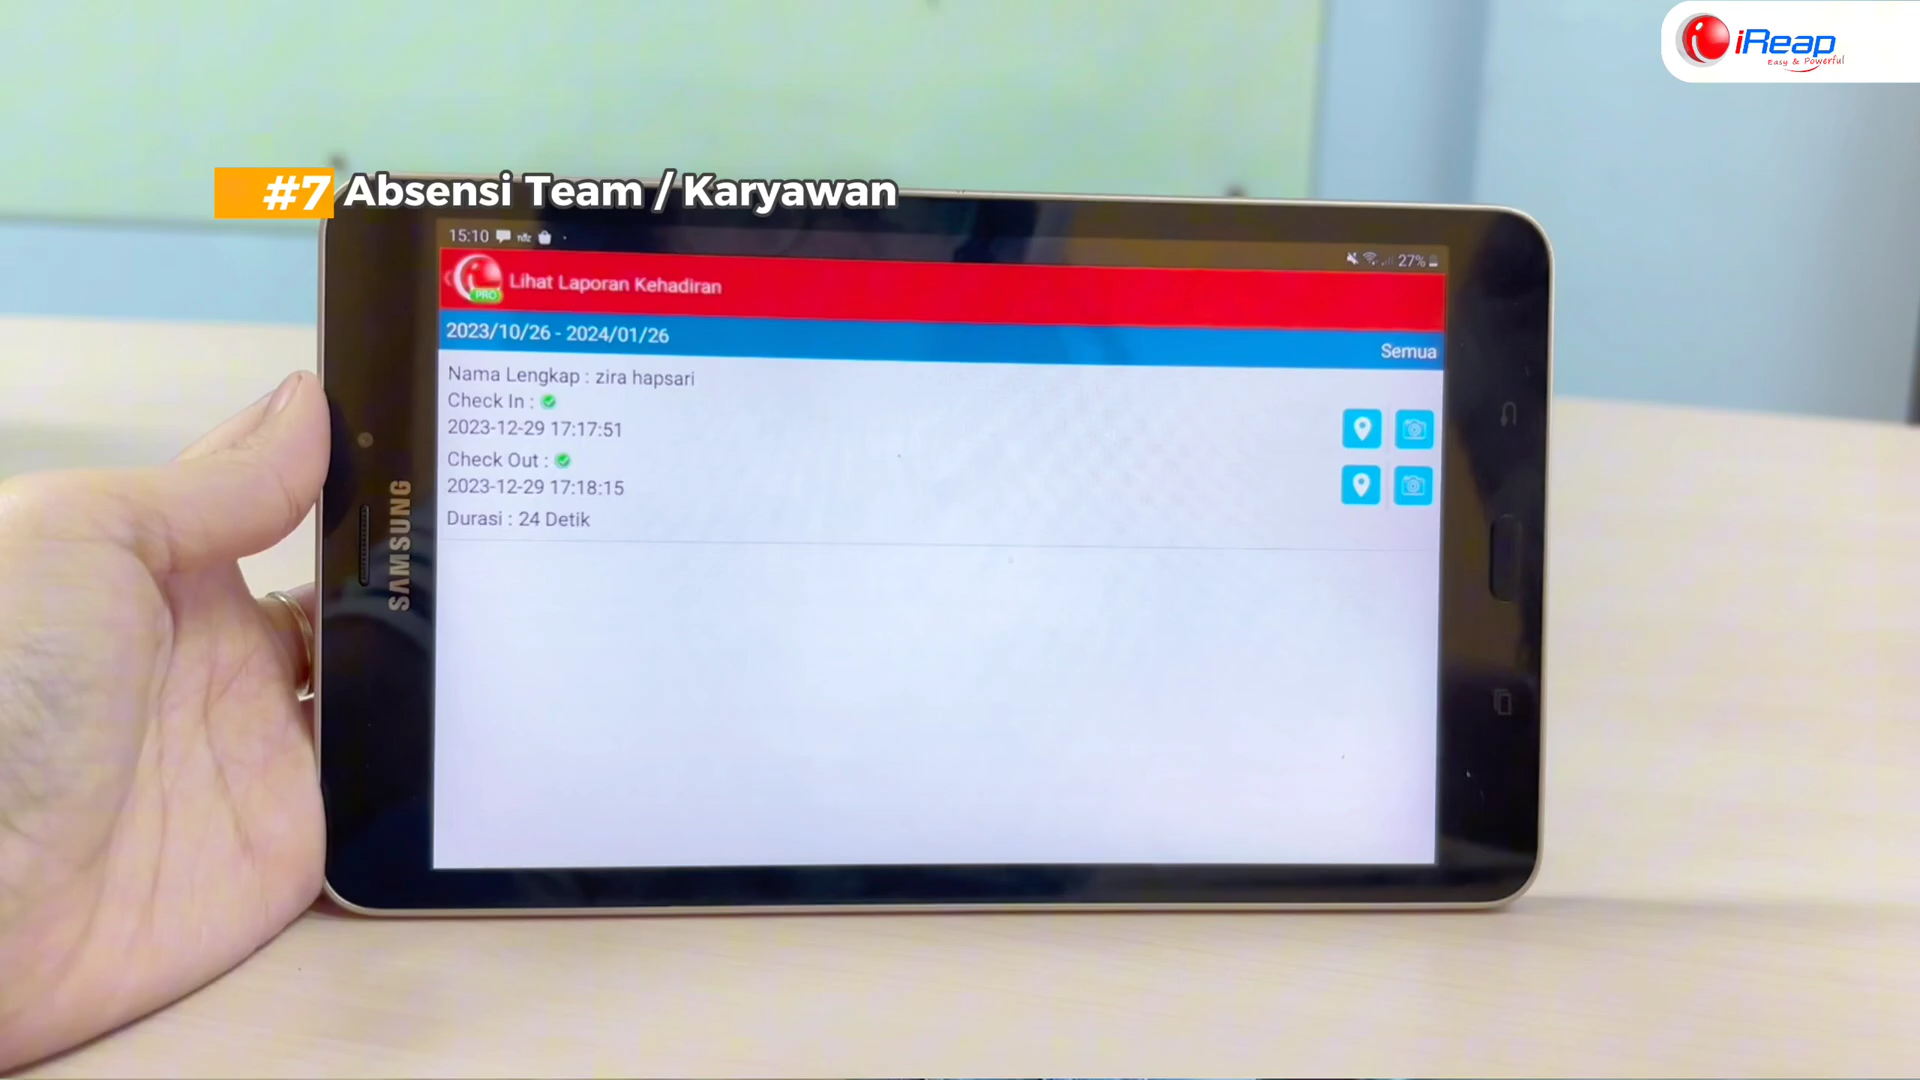 iReap
Easy & Powerful
#7 Absensi Team / Karyawan
15:10
27%
PRO
Lihat Laporan Kehadiran
2023/10/26 - 2024/01/26
Semua
Nama Lengkap : zira hapsari
Check In :
2023-12-29 17:17:51
Check Out :
2023-12-29 17:18:15
Durasi : 24 Detik
SAMSUNG